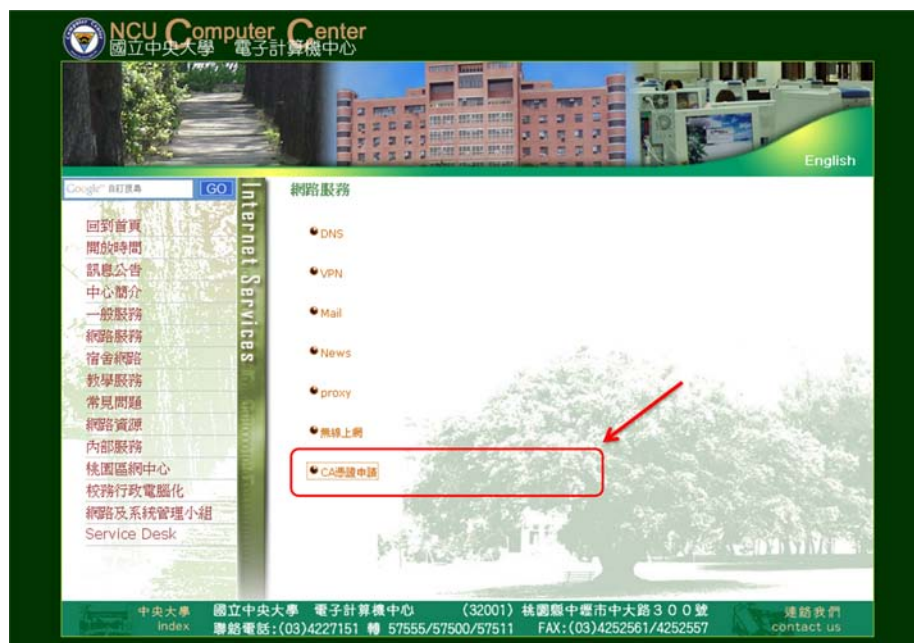 NCU Computer Center
國立中央大學 電子計算機中心
English
Google™ 自訂搜尋 GO
Internet Services
網路服務
回到首頁
開放時間
訊息公告
中心簡介
一般服務
網路服務
宿舍網路
教學服務
常見問題
網路資源
內部服務
桃園區網中心
校務行政電腦化
網路及系統管理小組
Service Desk
DNS
VPN
Mail
News
proxy
無線上網
CA憑證申請
中央大學
index
國立中央大學 電子計算機中心 (32001) 桃園縣中壢市中大路300號
聯絡電話:(03)4227151 轉 57555/57500/57511 FAX:(03)4252561/4252557
連絡我們
contact us